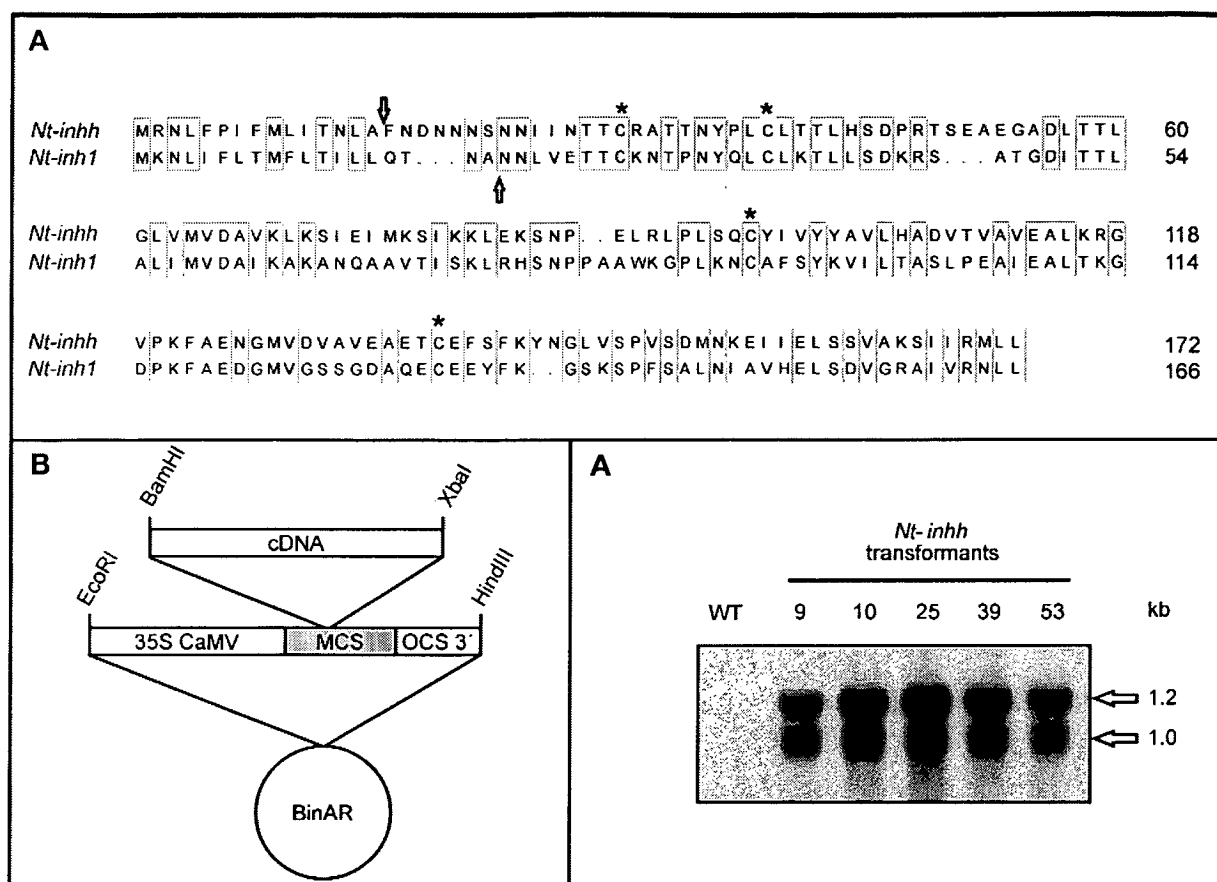 A
* *
Nt-inhh MRNLFPIFMLITNLAFNDNNNSNNIINTTCRATTNYPLCLTTLHSDPRTSEAEGADLTTL 60
Nt-inh1 MKNLIFLTMFLTILLQT...NANNLVETTCKNTPNYQLCLKTLLSDKRS...ATGDITTL 54
*
Nt-inhh GLVMVDAVKLKSIEIMKSIKKLEKSNP..ELRLPLSQCYIVYYAVLHADVTVAVEALKRG 118
Nt-inh1 ALIMVDAIKAKANQAAVTISKLRHSNPPAAWKGPLKNCAFSYKVILTASLPEAIEALTKG 114
*
Nt-inhh VPKFAENGMVDVAVEAETCEFSFKYNGLVSPVSDMNKEIIELSSVAKSIIRMLL 172
Nt-inh1 DPKFAEDGMVGSSGDAQECEEYFK..GSKSPFSALNIAVHELSDVGRAIVRNLL 166
B
BamHI XbaI
cDNA
EcoRI HindIII
35S CaMV MCS OCS 3´
BinAR
A
Nt-inhh
transformants
WT 9 10 25 39 53 kb
1.2
1.0